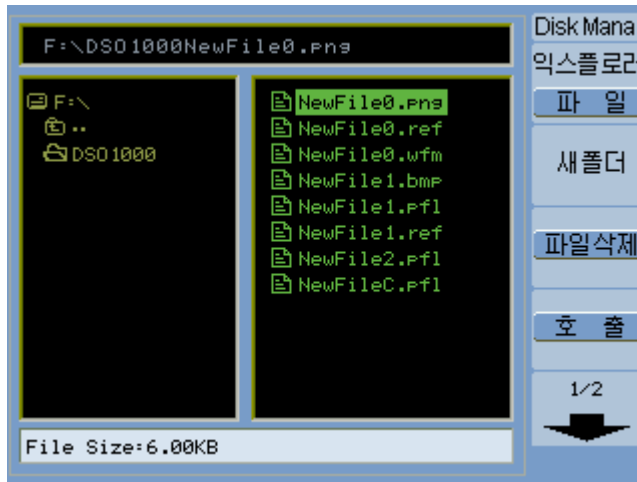 F:\DSO1000NewFile0.png
F:\
..
DSO1000
NewFile0.png
NewFile0.ref
NewFile0.wfm
NewFile1.bmp
NewFile1.pfl
NewFile1.ref
NewFile2.pfl
NewFileC.pfl
File Size:6.00KB
Disk Mana
익스플로러
파 일
새폴더
파일삭제
호 출
1/2